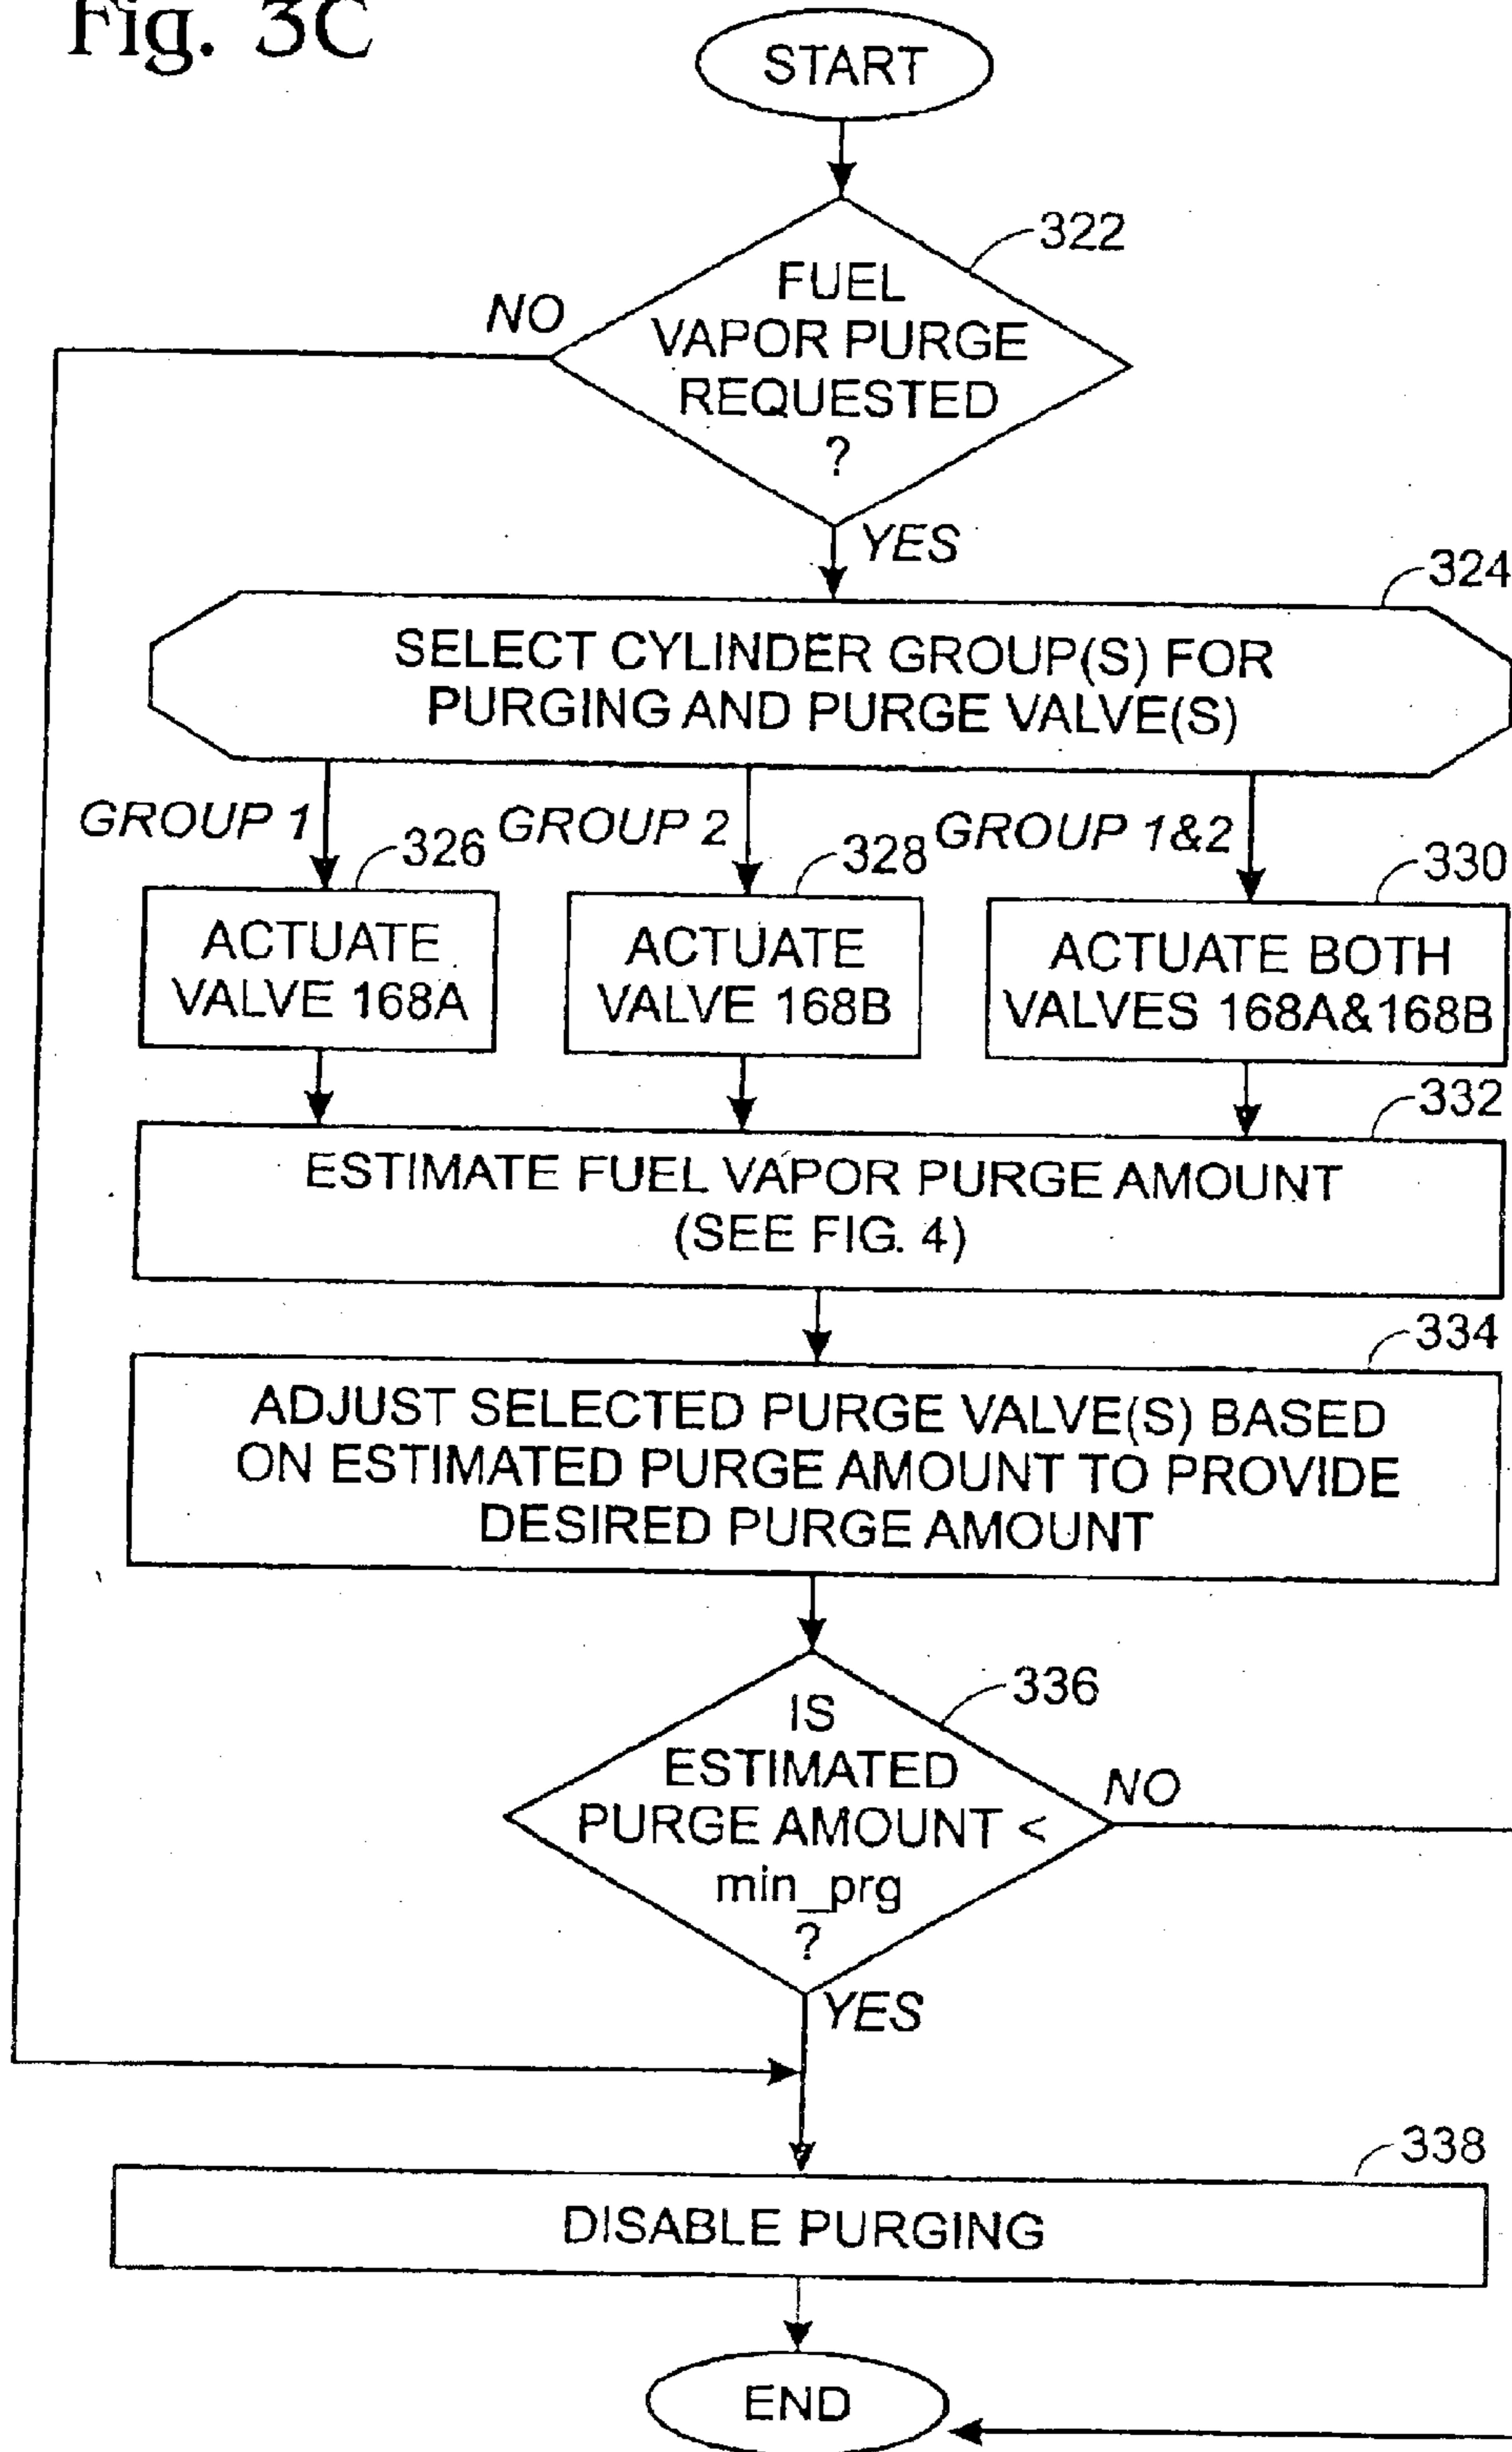 Fig. 3C
START
322
FUEL
VAPOR PURGE
REQUESTED
?
NO
YES
324
SELECT CYLINDER GROUP(S) FOR
PURGING AND PURGE VALVE(S)
GROUP 1
GROUP 2
GROUP 1&2
326
328
330
ACTUATE
VALVE 168A
ACTUATE
VALVE 168B
ACTUATE BOTH
VALVES 168A&168B
332
ESTIMATE FUEL VAPOR PURGE AMOUNT
(SEE FIG. 4)
334
ADJUST SELECTED PURGE VALVE(S) BASED
ON ESTIMATED PURGE AMOUNT TO PROVIDE
DESIRED PURGE AMOUNT
336
IS
ESTIMATED
PURGE AMOUNT <
min_prg
?
NO
YES
338
DISABLE PURGING
END